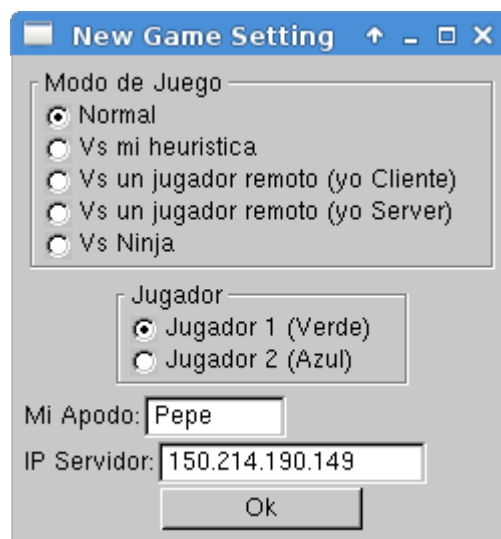 New Game Setting
Modo de Juego
Normal
Vs mi heuristica
Vs un jugador remoto (yo Cliente)
Vs un jugador remoto (yo Server)
Vs Ninja
Jugador
Jugador 1 (Verde)
Jugador 2 (Azul)
Mi Apodo: Pepe
IP Servidor: 150.214.190.149
Ok